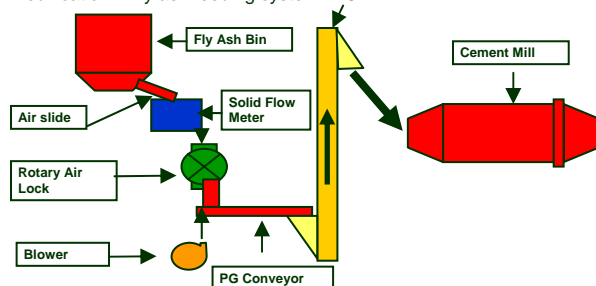 Fly Ash Bin
Cement Mill
Solid Flow
Meter
Air slide
Rotary Air
Lock
Blower
PG Conveyor